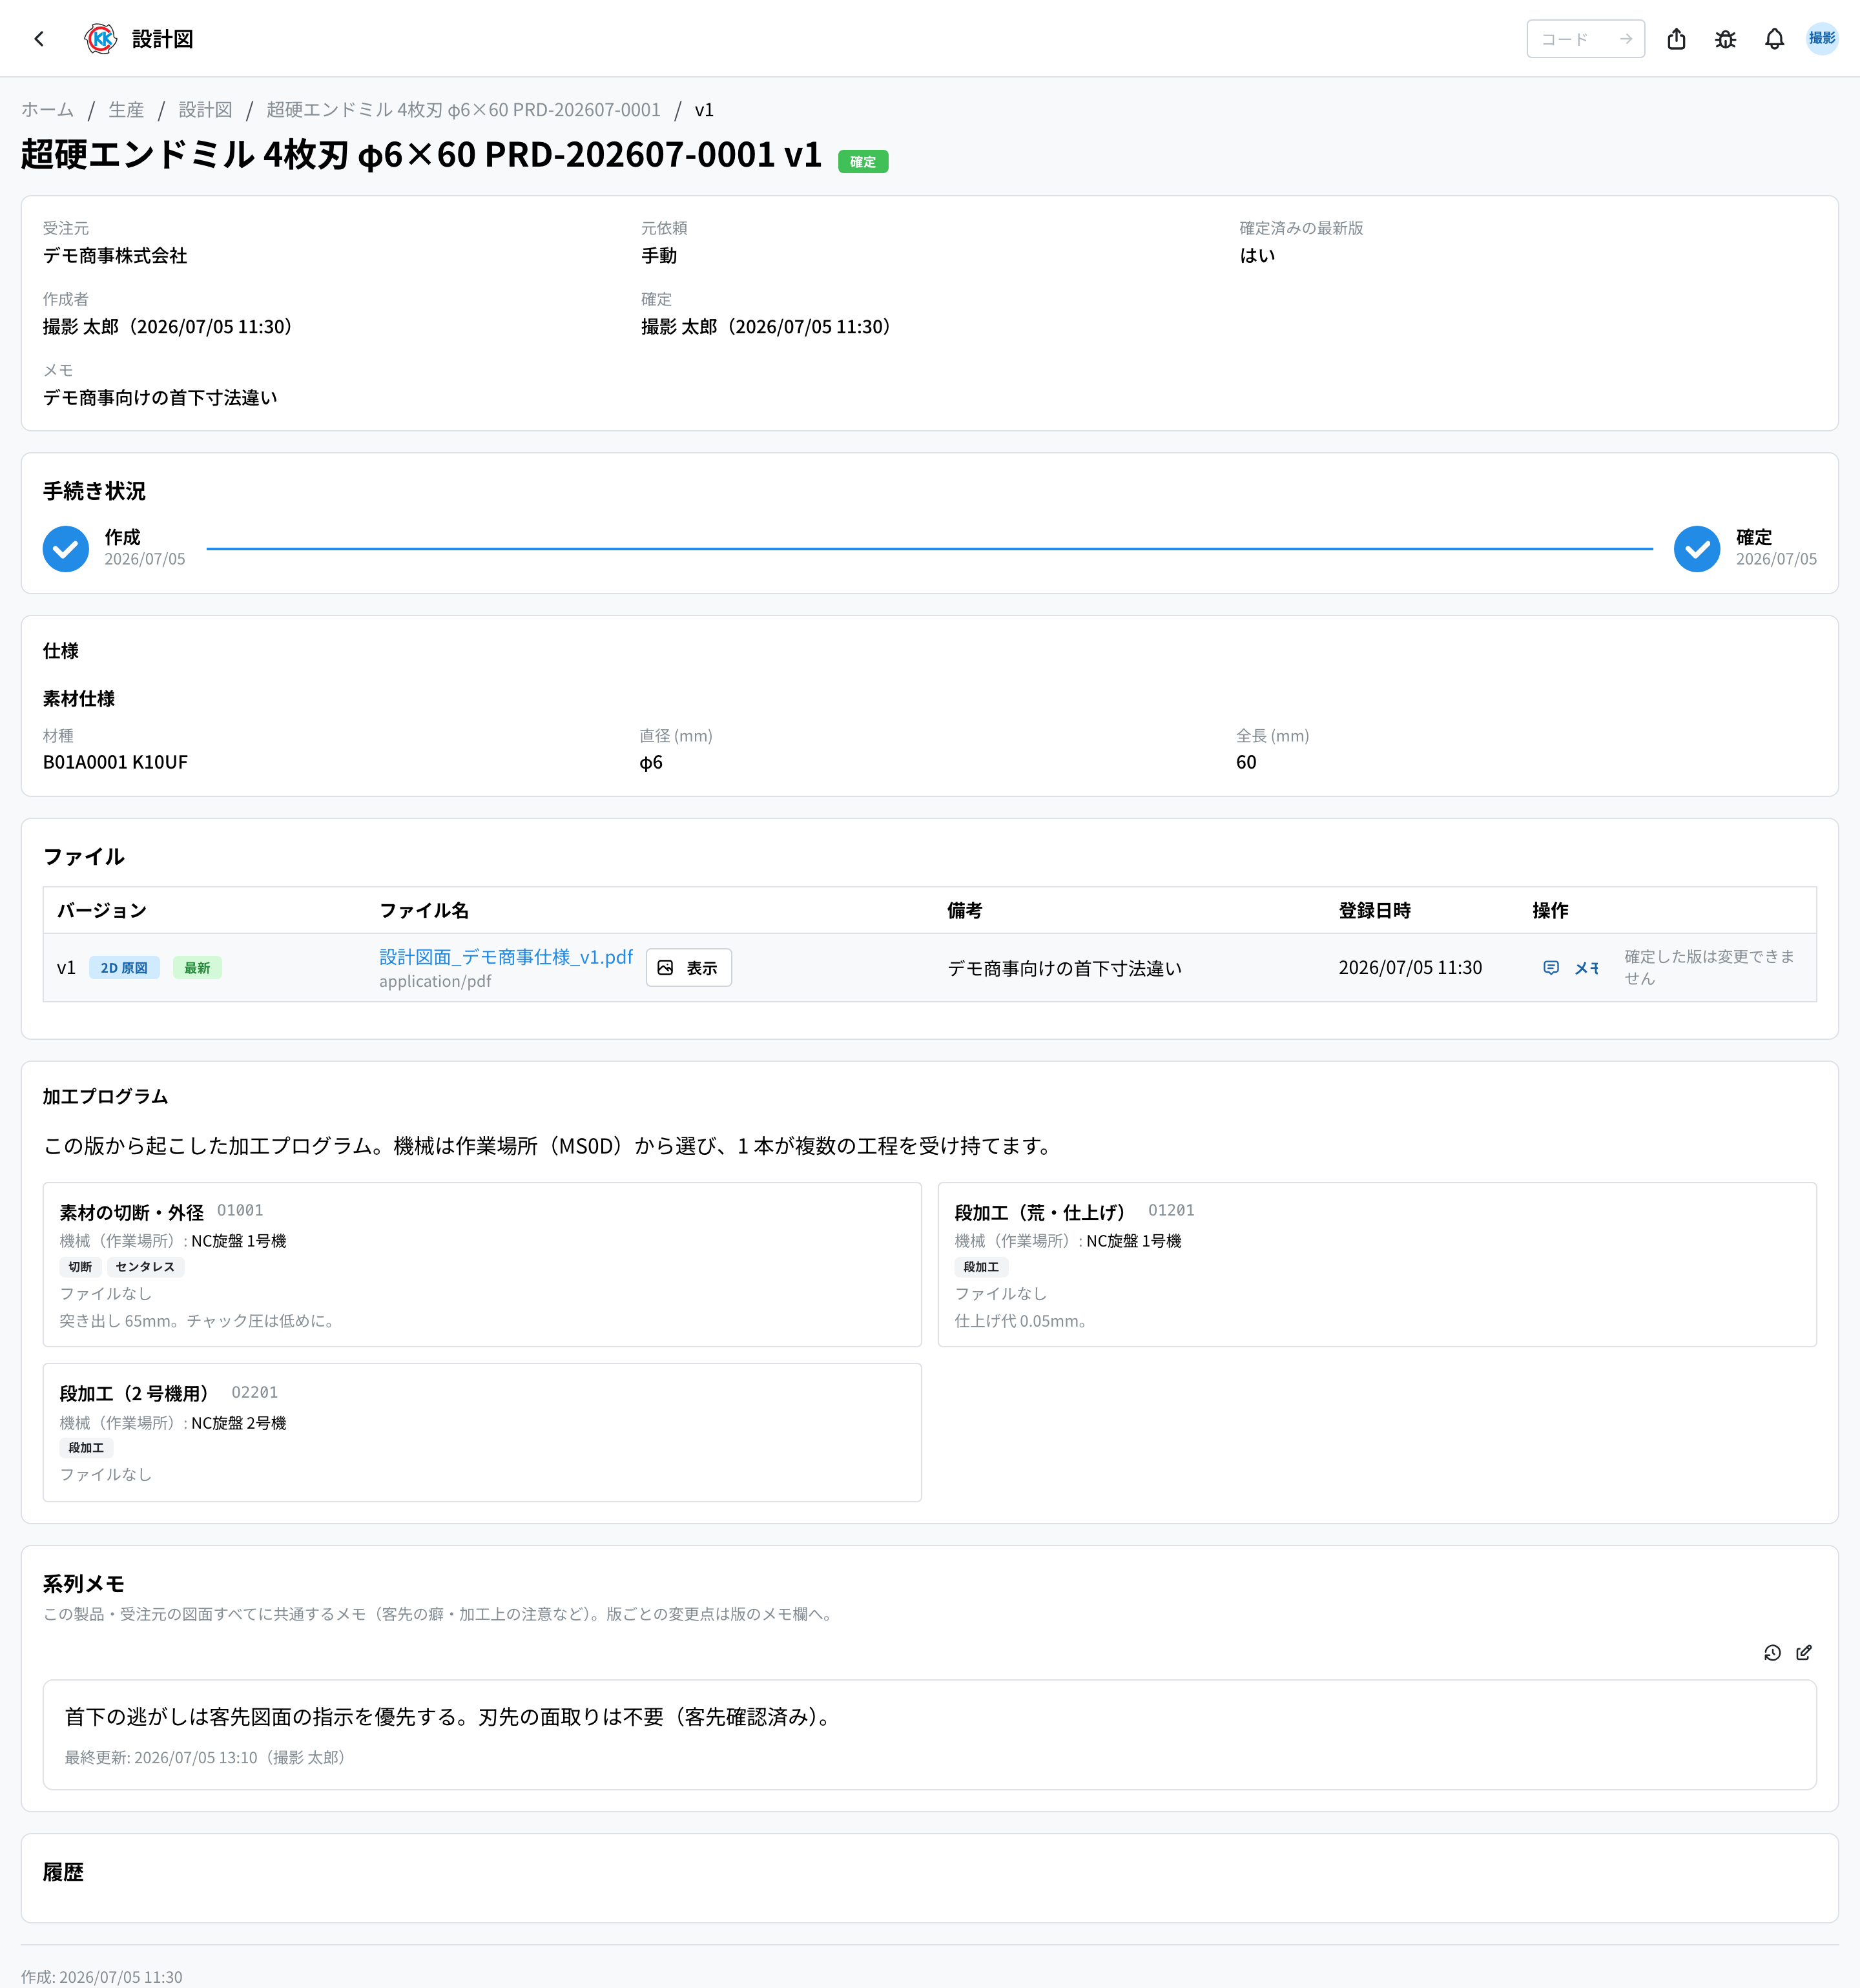 KK 設計図 コード → 撮影
ホーム / 生産 / 設計図 / 超硬エンドミル 4枚刃 φ6×60 PRD-202607-0001 / v1
超硬エンドミル 4枚刃 φ6×60 PRD-202607-0001 v1 確定
受注元 元依頼 確定済みの最新版
デモ商事株式会社 手動 はい
作成者 確定
撮影 太郎（2026/07/05 11:30） 撮影 太郎（2026/07/05 11:30）
メモ
デモ商事向けの首下寸法違い
手続き状況
作成 確定
2026/07/05 2026/07/05
仕様
素材仕様
材種 直径 (mm) 全長 (mm)
B01A0001 K10UF φ6 60
ファイル
バージョン ファイル名 備考 登録日時 操作
v1 2D 原図 最新 設計図面_デモ商事仕様_v1.pdf 表示 デモ商事向けの首下寸法違い 2026/07/05 11:30 メモ 確定した版は変更できま
application/pdf せん
加工プログラム
この版から起こした加工プログラム。機械は作業場所（MS0D）から選び、1 本が複数の工程を受け持てます。
素材の切断・外径 O1001
機械（作業場所）: NC旋盤 1号機
切断 センタレス
ファイルなし
突き出し 65mm。チャック圧は低めに。
段加工（荒・仕上げ） O1201
機械（作業場所）: NC旋盤 1号機
段加工
ファイルなし
仕上げ代 0.05mm。
段加工（2 号機用） O2201
機械（作業場所）: NC旋盤 2号機
段加工
ファイルなし
系列メモ
この製品・受注元の図面すべてに共通するメモ（客先の癖・加工上の注意など）。版ごとの変更点は版のメモ欄へ。
首下の逃がしは客先図面の指示を優先する。刃先の面取りは不要（客先確認済み）。
最終更新: 2026/07/05 13:10（撮影 太郎）
履歴
作成: 2026/07/05 11:30